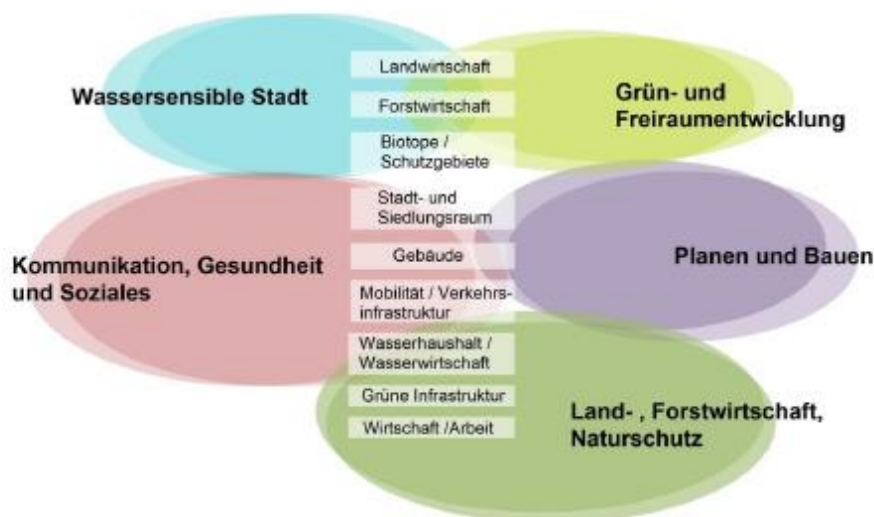 Wassersensible Stadt
Grün- und
Freiraumentwicklung
Kommunikation, Gesundheit
und Soziales
Planen und Bauen
Land- , Forstwirtschaft,
Naturschutz
Landwirtschaft
Forstwirtschaft
Biotope /
Schutzgebiete
Stadt- und
Siedlungsraum
Gebäude
Mobilität / Verkehrs-
infrastruktur
Wasserhaushalt /
Wasserwirtschaft
Grüne Infrastruktur
Wirtschaft /Arbeit